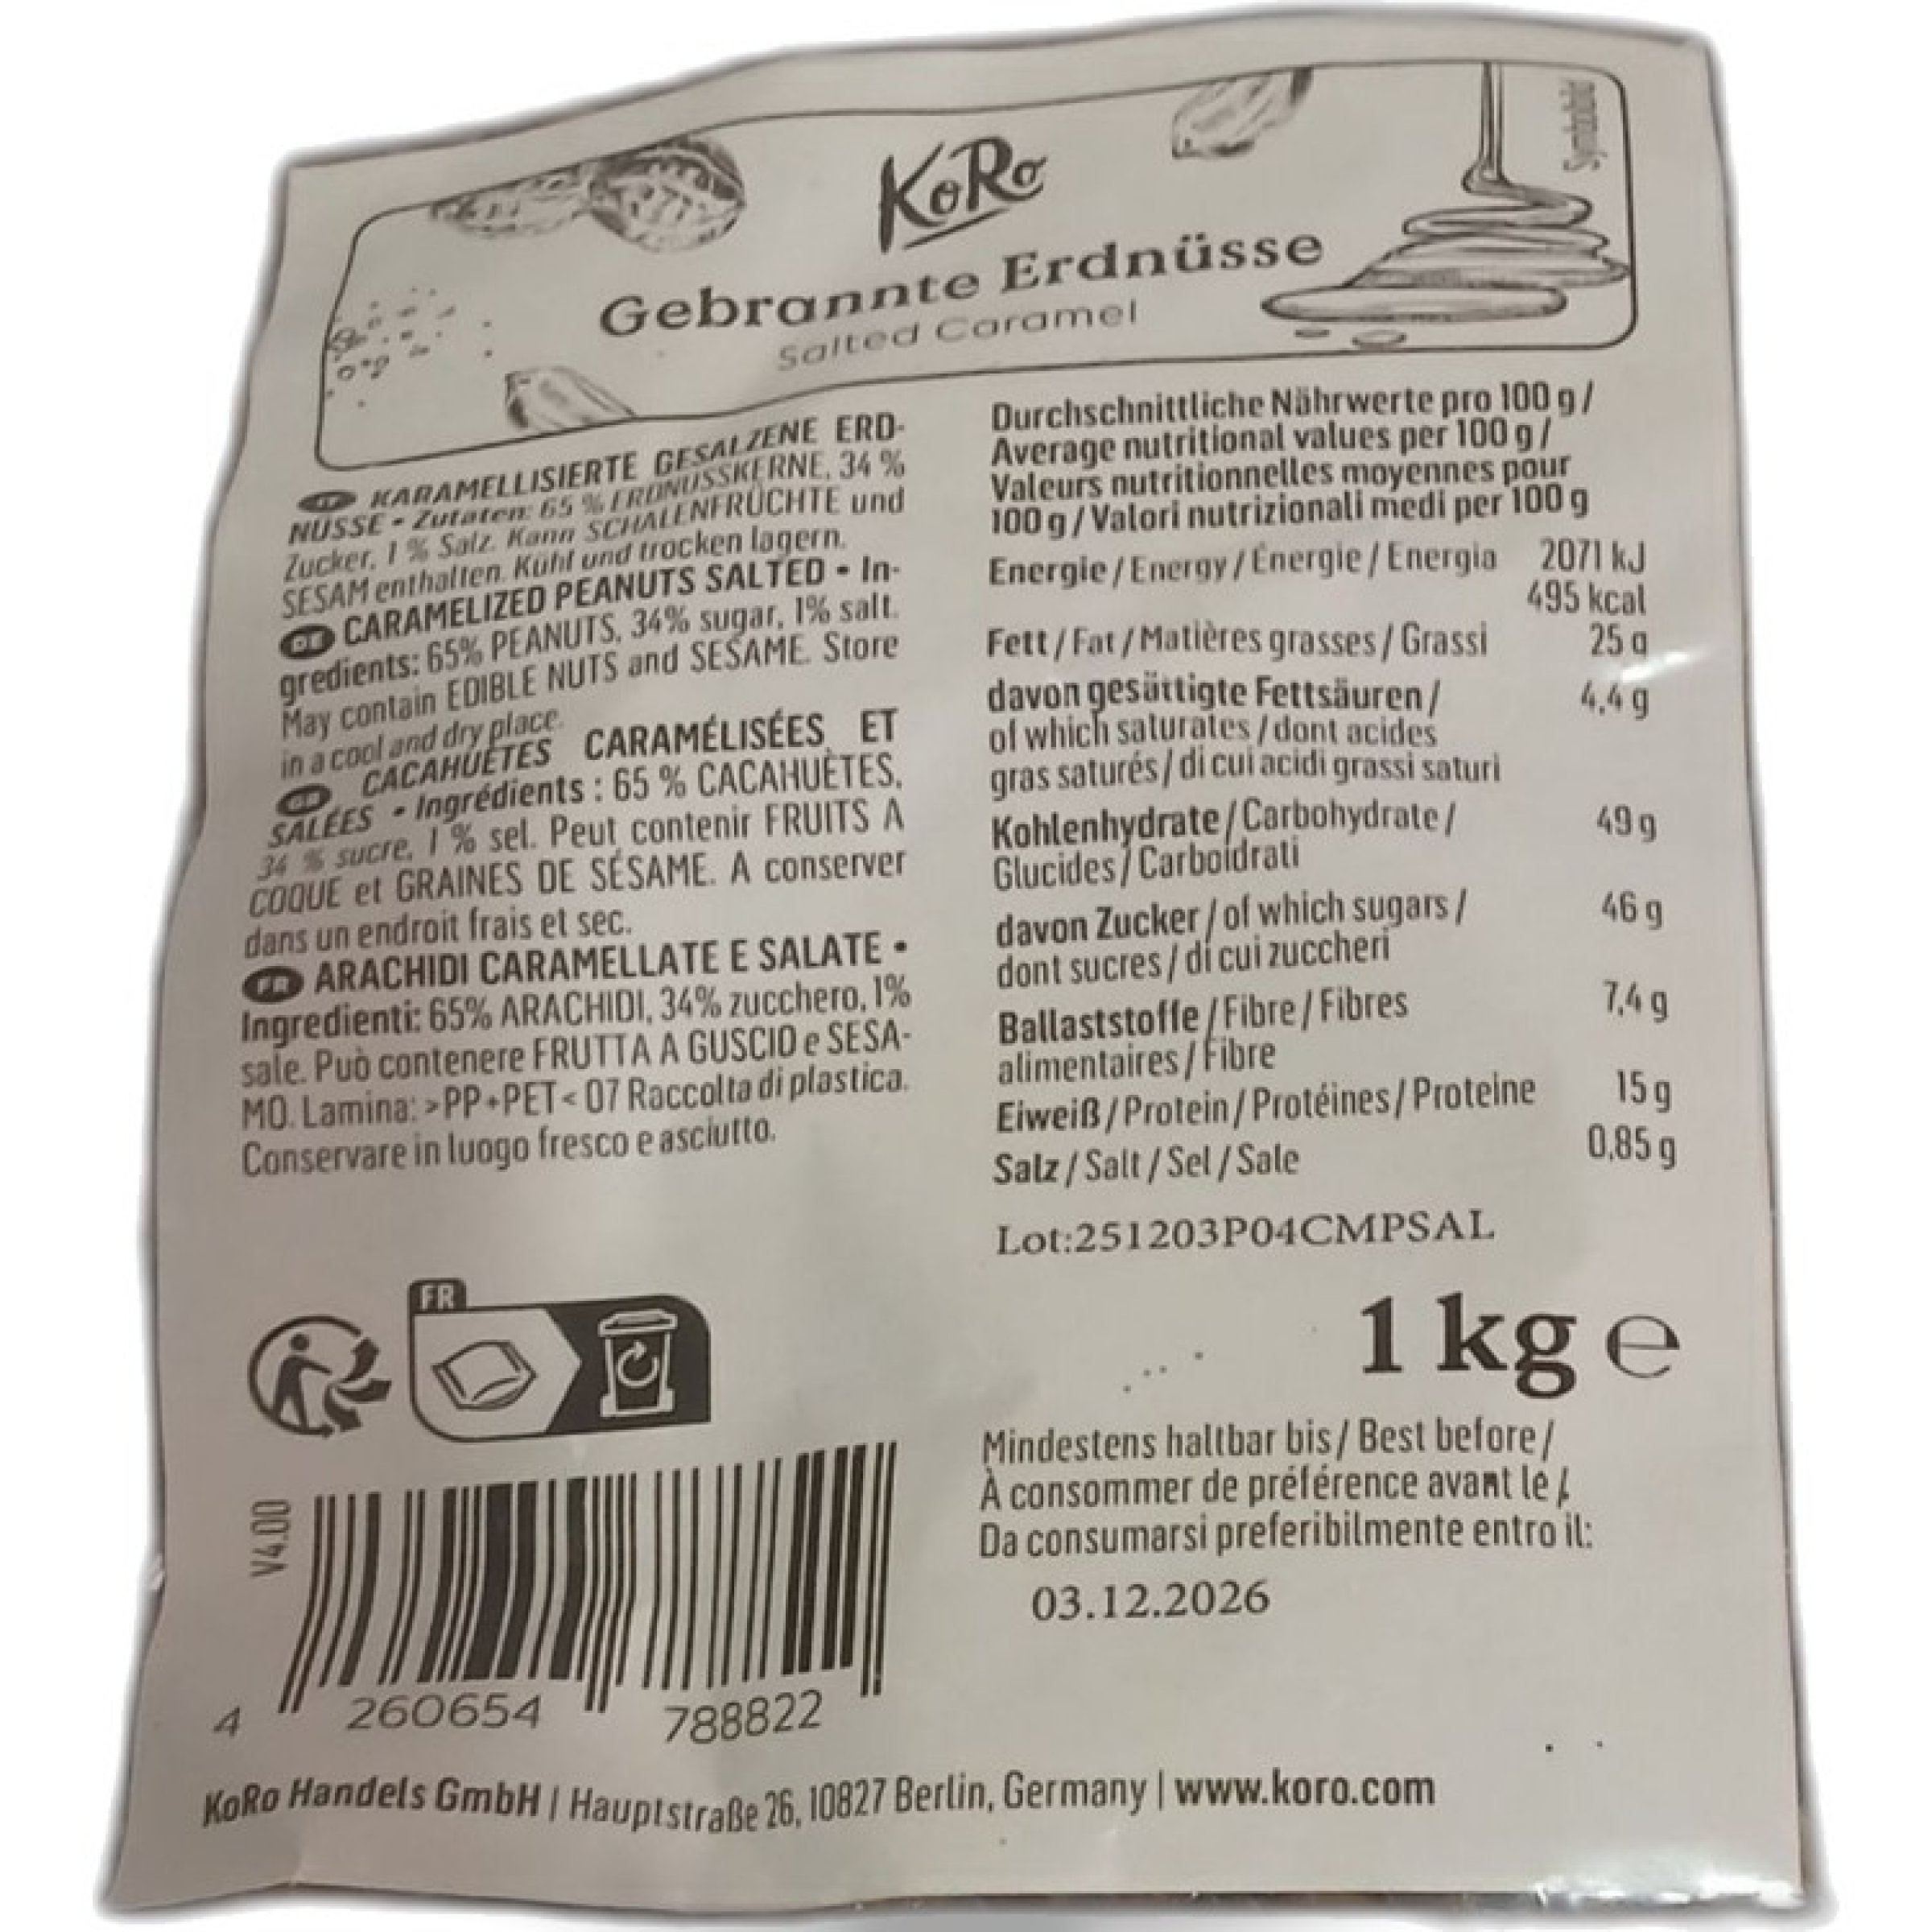 KoRo
Symbolbild
Gebrannte Erdnüsse
Salted Caramel
IT KARAMELLISIERTE GESALZENE ERD-
NÜSSE • Zutaten: 65 % ERDNUSSKERNE, 34 %
Zucker, 1 % Salz. Kann SCHALENFRÜCHTE und
SESAM enthalten. Kühl und trocken lagern.
DE CARAMELIZED PEANUTS SALTED • In-
gredients: 65% PEANUTS, 34% sugar, 1% salt.
May contain EDIBLE NUTS and SESAME. Store
in a cool and dry place.
GB CACAHUÈTES CARAMÉLISÉES ET
SALÉES • Ingrédients : 65 % CACAHUÈTES,
34 % sucre, 1 % sel. Peut contenir FRUITS A
COQUE et GRAINES DE SÉSAME. A conserver
dans un endroit frais et sec.
FR ARACHIDI CARAMELLATE E SALATE •
Ingredienti: 65% ARACHIDI, 34% zucchero, 1%
sale. Può contenere FRUTTA A GUSCIO e SESA-
MO. Lamina: >PP+PET< 07 Raccolta di plastica.
Conservare in luogo fresco e asciutto.
Durchschnittliche Nährwerte pro 100 g /
Average nutritional values per 100 g /
Valeurs nutritionnelles moyennes pour
100 g / Valori nutrizionali medi per 100 g
Energie / Energy / Énergie / Energia 2071 kJ
495 kcal
Fett / Fat / Matières grasses / Grassi 25 g
davon gesättigte Fettsäuren / 4,4 g
of which saturates / dont acides
gras saturés / di cui acidi grassi saturi
Kohlenhydrate / Carbohydrate / 49 g
Glucides / Carboidrati
davon Zucker / of which sugars / 46 g
dont sucres / di cui zuccheri
Ballaststoffe / Fibre / Fibres 7,4 g
alimentaires / Fibre
Eiweiß / Protein / Protéines / Proteine 15 g
Salz / Salt / Sel / Sale 0,85 g
Lot:251203P04CMPSAL
FR
1 kg e
Mindestens haltbar bis / Best before /
À consommer de préférence avant le /
Da consumarsi preferibilmente entro il:
03.12.2026
V4.00
4 260654 788822
KoRo Handels GmbH | Hauptstraße 26, 10827 Berlin, Germany | www.koro.com